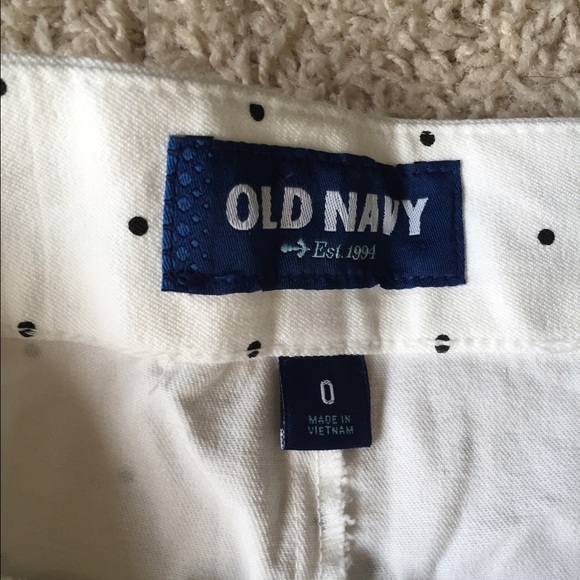 OLD NAVY
Est. 1994
0
MADE IN
VIETNAM